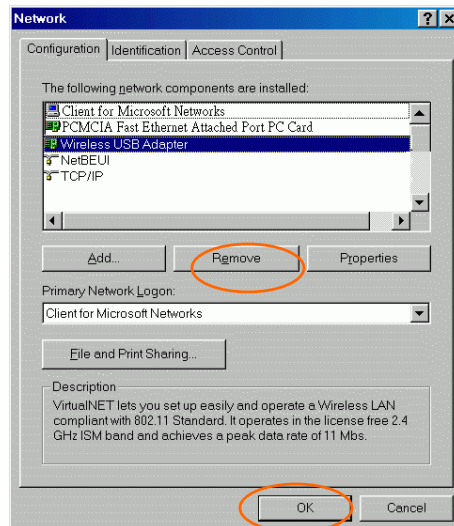 Network
Configuration Identification Access Control
The following network components are installed:
Client for Microsoft Networks
PCMCIA Fast Ethernet Attached Port PC Card
Wireless USB Adapter
NetBEUI
TCP/IP
Add... Remove Properties
Primary Network Logon:
Client for Microsoft Networks
File and Print Sharing...
Description
VirtualNET lets you set up easily and operate a Wireless LAN
compliant with 802.11 Standard. It operates in the license free 2.4
GHz ISM band and achieves a peak data rate of 11 Mbs.
OK Cancel